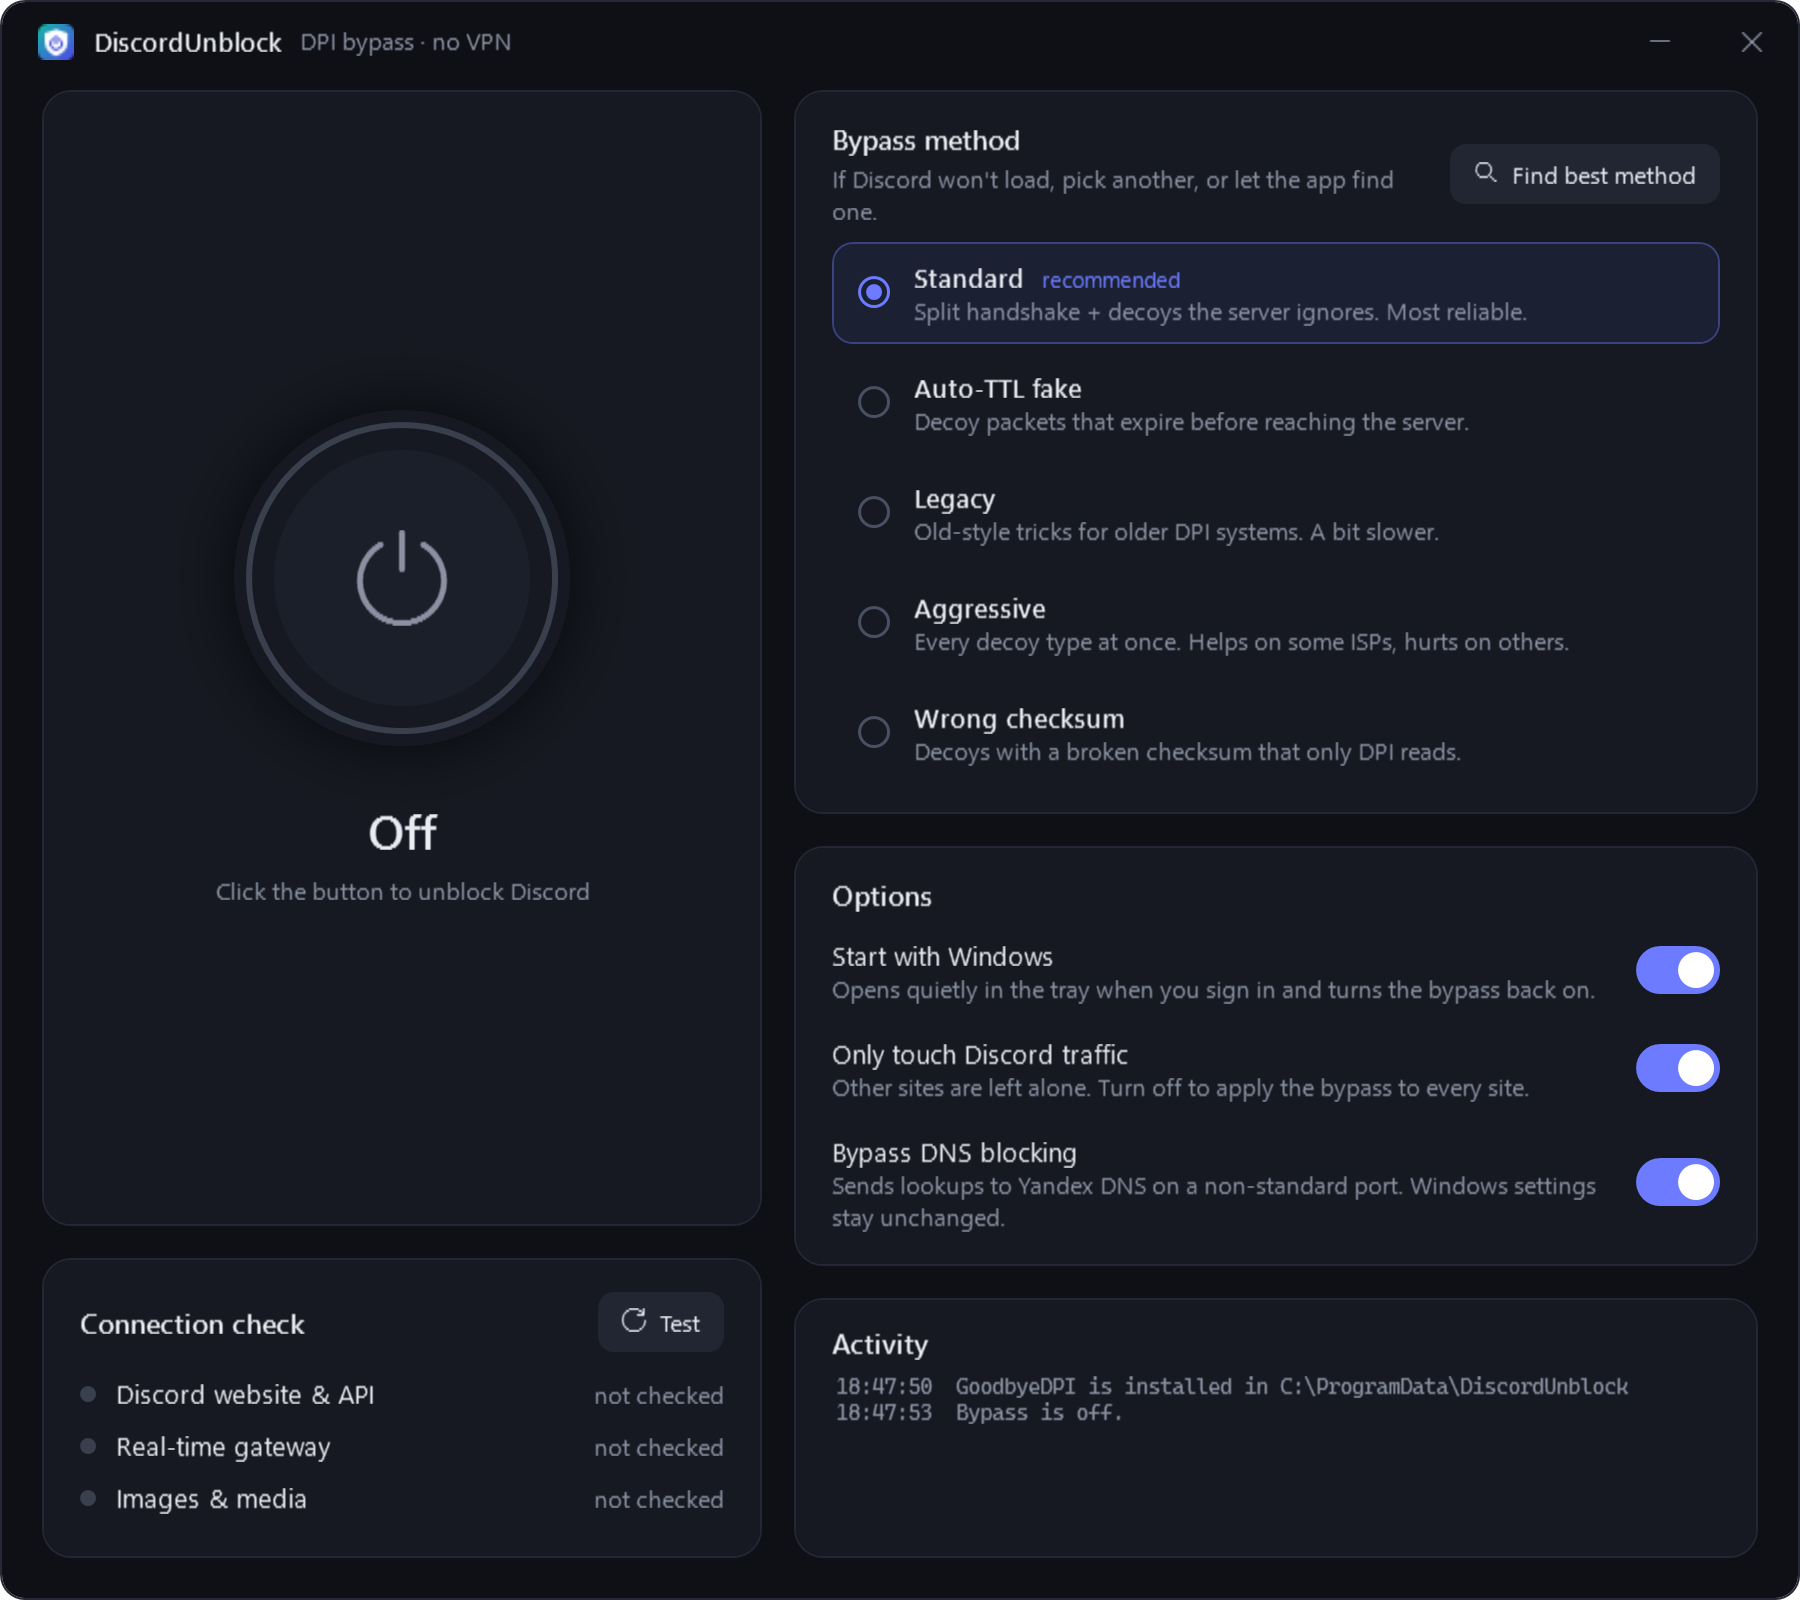 DiscordUnblock DPI bypass · no VPN
Off
Click the button to unblock Discord
Connection check
Test
Discord website & API not checked
Real-time gateway not checked
Images & media not checked
Bypass method
If Discord won't load, pick another, or let the app find
one.
Find best method
Standard recommended
Split handshake + decoys the server ignores. Most reliable.
Auto-TTL fake
Decoy packets that expire before reaching the server.
Legacy
Old-style tricks for older DPI systems. A bit slower.
Aggressive
Every decoy type at once. Helps on some ISPs, hurts on others.
Wrong checksum
Decoys with a broken checksum that only DPI reads.
Options
Start with Windows
Opens quietly in the tray when you sign in and turns the bypass back on.
Only touch Discord traffic
Other sites are left alone. Turn off to apply the bypass to every site.
Bypass DNS blocking
Sends lookups to Yandex DNS on a non-standard port. Windows settings
stay unchanged.
Activity
18:47:50 GoodbyeDPI is installed in C:\ProgramData\DiscordUnblock
18:47:53 Bypass is off.